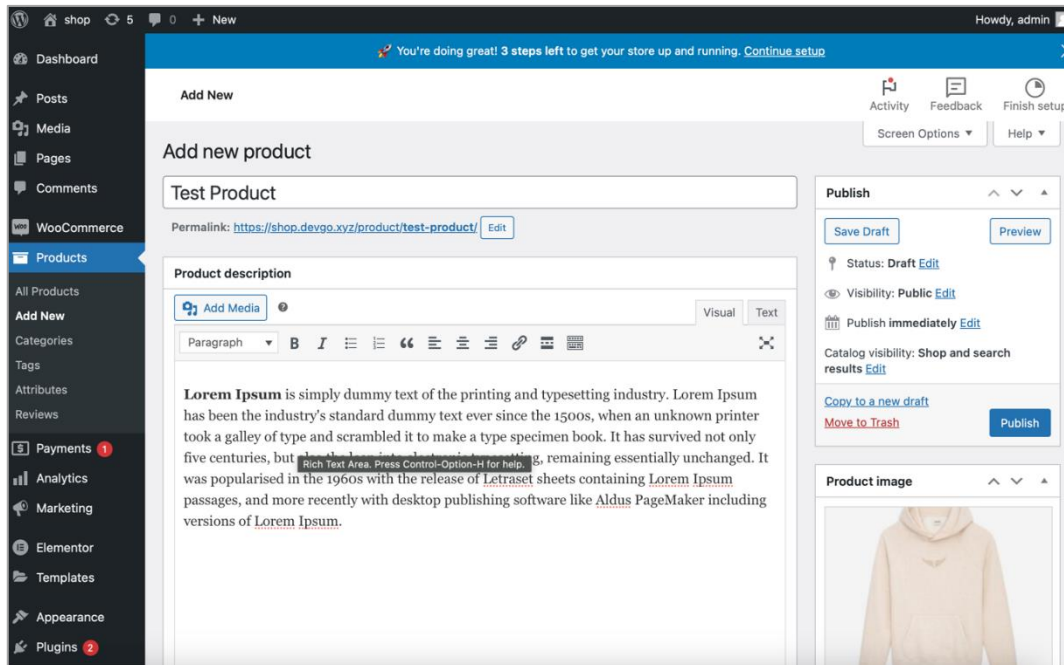 shop 5 0 + New
Howdy, admin
🚀 You're doing great! 3 steps left to get your store up and running. Continue setup
Dashboard
Posts
Media
Pages
Comments
WooCommerce
Products
All Products
Add New
Categories
Tags
Attributes
Reviews
Payments 1
Analytics
Marketing
Elementor
Templates
Appearance
Plugins 2
Add New
Activity
Feedback
Finish setup
Screen Options ▼
Help ▼
Add new product
Test Product
Permalink: https://shop.devgo.xyz/product/test-product/ Edit
Product description
Add Media
Visual
Text
Paragraph
Lorem Ipsum is simply dummy text of the printing and typesetting industry. Lorem Ipsum
has been the industry's standard dummy text ever since the 1500s, when an unknown printer
took a galley of type and scrambled it to make a type specimen book. It has survived not only
five centuries, but also the leap into electronic typesetting, remaining essentially unchanged. It
Rich Text Area. Press Control-Option-H for help.
was popularised in the 1960s with the release of Letraset sheets containing Lorem Ipsum
passages, and more recently with desktop publishing software like Aldus PageMaker including
versions of Lorem Ipsum.
Publish
Save Draft
Preview
Status: Draft Edit
Visibility: Public Edit
Publish immediately Edit
Catalog visibility: Shop and search
results Edit
Copy to a new draft
Move to Trash
Publish
Product image